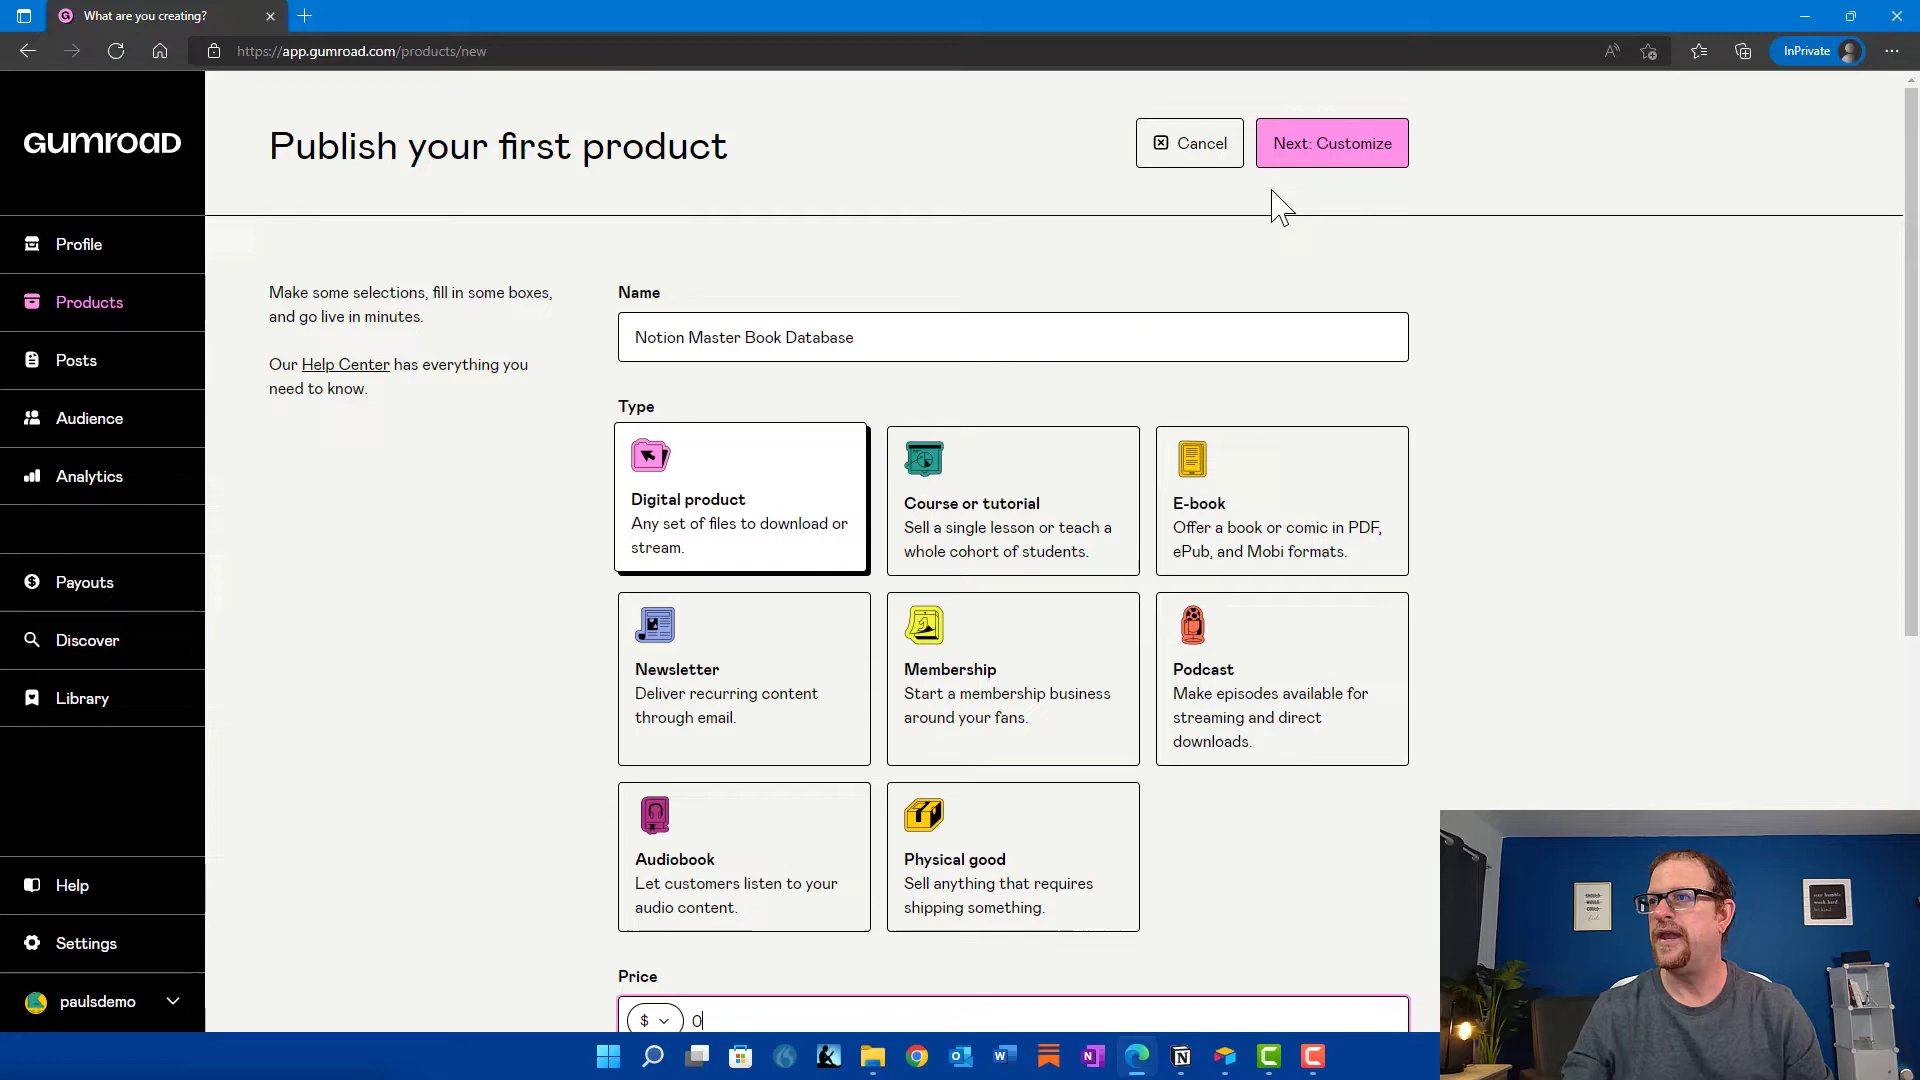 What are you creating?
https://app.gumroad.com/products/new
InPrivate
GUMROAD
Profile
Products
Posts
Audience
Analytics
Payouts
Discover
Library
Help
Settings
paulsdemo
Publish your first product
Cancel
Next: Customize
Make some selections, fill in some boxes,
and go live in minutes.
Our Help Center has everything you
need to know.
Name
Notion Master Book Database
Type
Digital product
Any set of files to download or
stream.
Course or tutorial
Sell a single lesson or teach a
whole cohort of students.
E-book
Offer a book or comic in PDF,
ePub, and Mobi formats.
Newsletter
Deliver recurring content
through email.
Membership
Start a membership business
around your fans.
Podcast
Make episodes available for
streaming and direct
downloads.
Audiobook
Let customers listen to your
audio content.
Physical good
Sell anything that requires
shipping something.
Price
$ 0